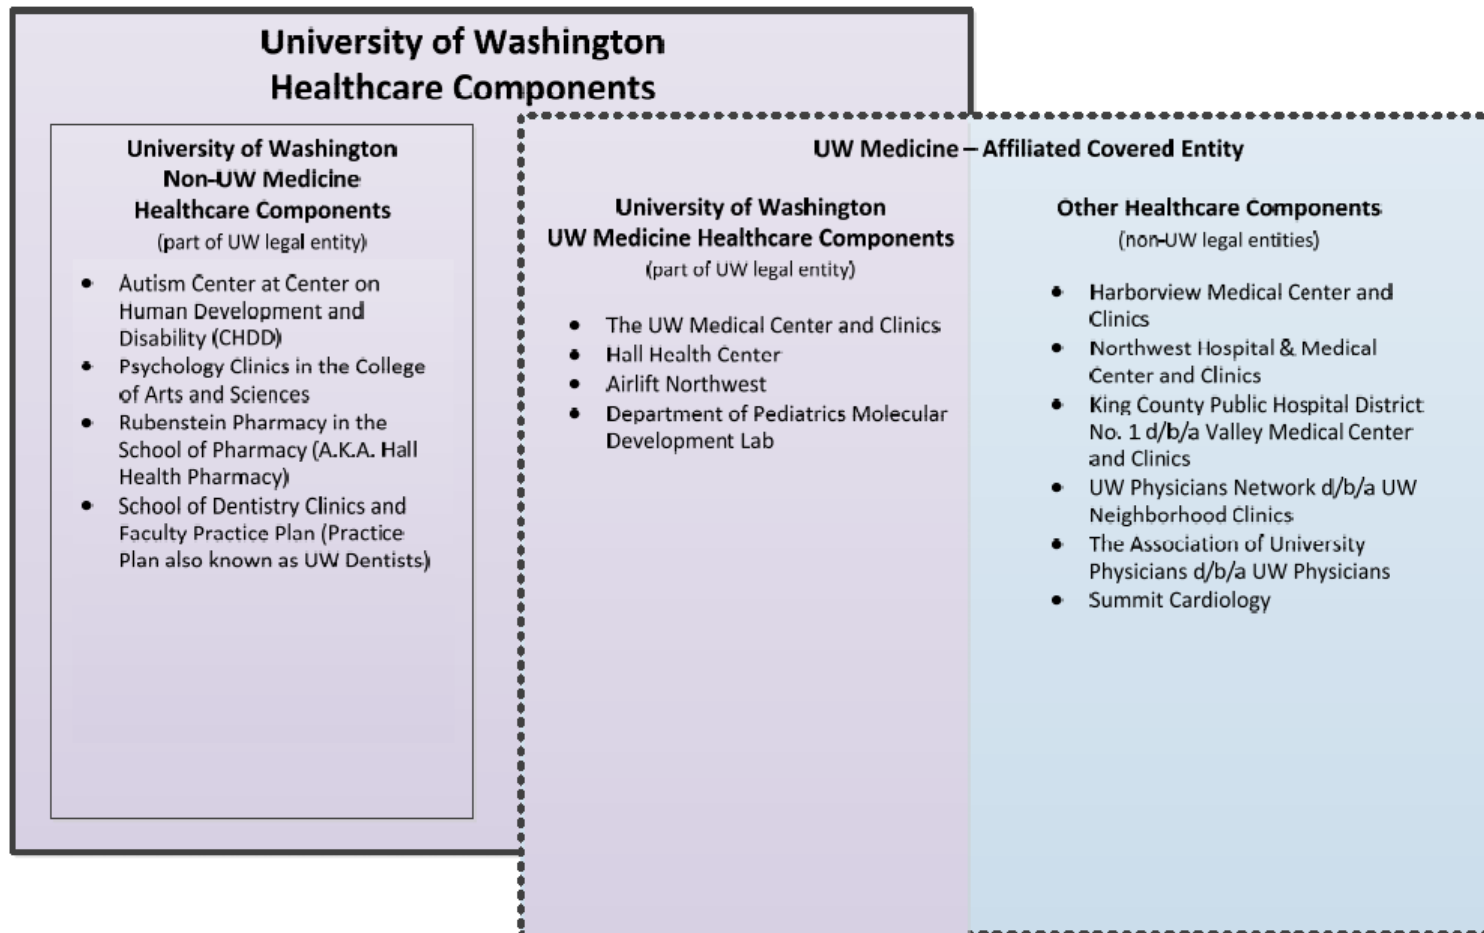 University of Washington
Healthcare Components
University of Washington
Non-UW Medicine
Healthcare Components
(part of UW legal entity)
• Autism Center at Center on
Human Development and
Disability (CHDD)
• Psychology Clinics in the College
of Arts and Sciences
• Rubenstein Pharmacy in the
School of Pharmacy (A.K.A. Hall
Health Pharmacy)
• School of Dentistry Clinics and
Faculty Practice Plan (Practice
Plan also known as UW Dentists)
UW Medicine – Affiliated Covered Entity
University of Washington
UW Medicine Healthcare Components
(part of UW legal entity)
• The UW Medical Center and Clinics
• Hall Health Center
• Airlift Northwest
• Department of Pediatrics Molecular
Development Lab
Other Healthcare Components
(non-UW legal entities)
• Harborview Medical Center and
Clinics
• Northwest Hospital & Medical
Center and Clinics
• King County Public Hospital District
No. 1 d/b/a Valley Medical Center
and Clinics
• UW Physicians Network d/b/a UW
Neighborhood Clinics
• The Association of University
Physicians d/b/a UW Physicians
• Summit Cardiology